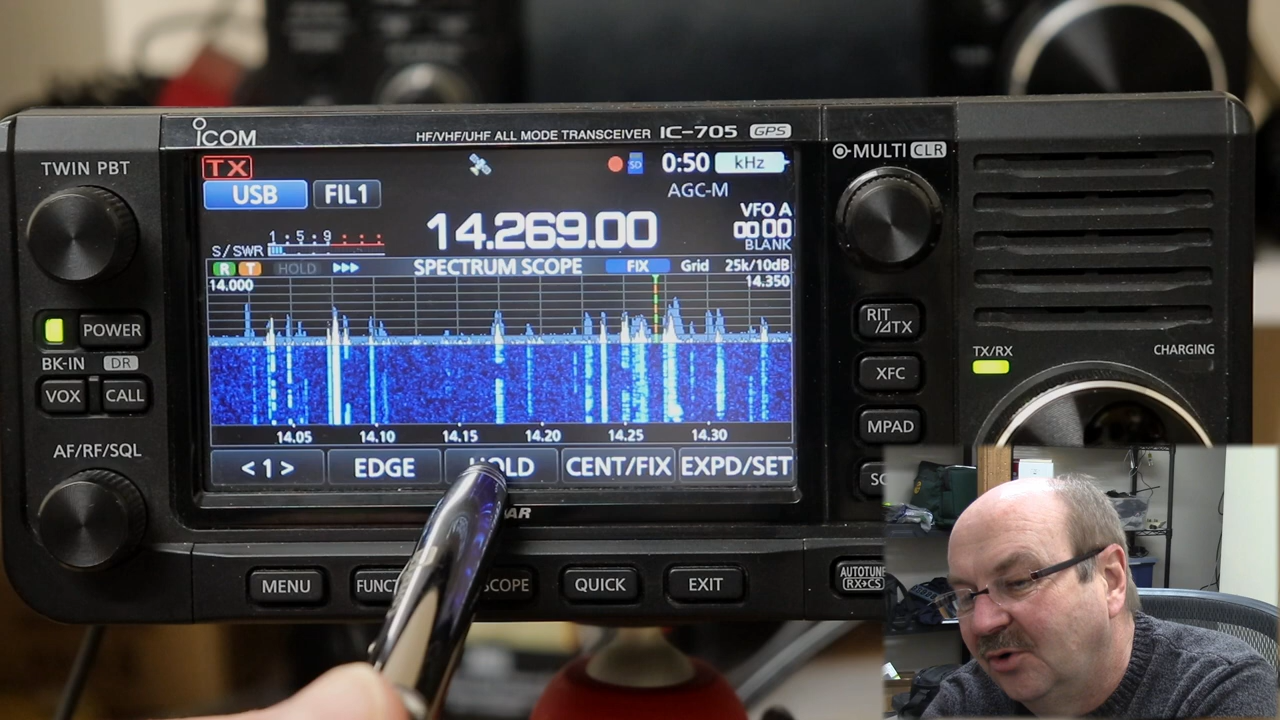 ICOM
HF/VHF/UHF ALL MODE TRANSCEIVER IC-705 GPS
TWIN PBT
TX
SD
0:50 kHz
MULTI CLR
USB FIL1
AGC-M
14.269.00
VFO A
00 00
BLANK
S/SWR 1 · 5 · 9
R T HOLD
SPECTRUM SCOPE
FIX
Grid 25k/10dB
14.000
14.350
POWER
RIT/ΔTX
BK-IN DR
XFC
TX/RX
CHARGING
VOX CALL
MPAD
14.05 14.10 14.15 14.20 14.25 14.30
AF/RF/SQL
<1> EDGE HOLD CENT/FIX EXPD/SET
MENU
QUICK EXIT
AUTOTUNE
RX→CS